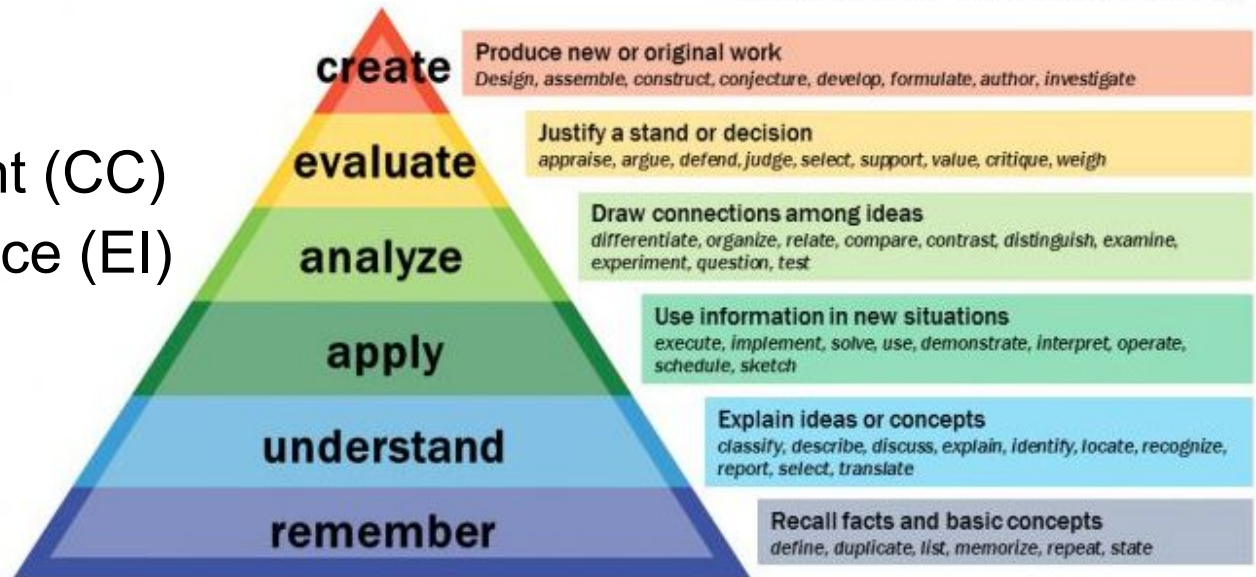 create
Produce new or original work
Design, assemble, construct, conjecture, develop, formulate, author, investigate
(CC)
evaluate
Justify a stand or decision
appraise, argue, defend, judge, select, support, value, critique, weigh
(EI)
analyze
Draw connections among ideas
differentiate, organize, relate, compare, contrast, distinguish, examine,
experiment, question, test
apply
Use information in new situations
execute, implement, solve, use, demonstrate, interpret, operate,
schedule, sketch
understand
Explain ideas or concepts
classify, describe, discuss, explain, identify, locate, recognize,
report, select, translate
remember
Recall facts and basic concepts
define, duplicate, list, memorize, repeat, state